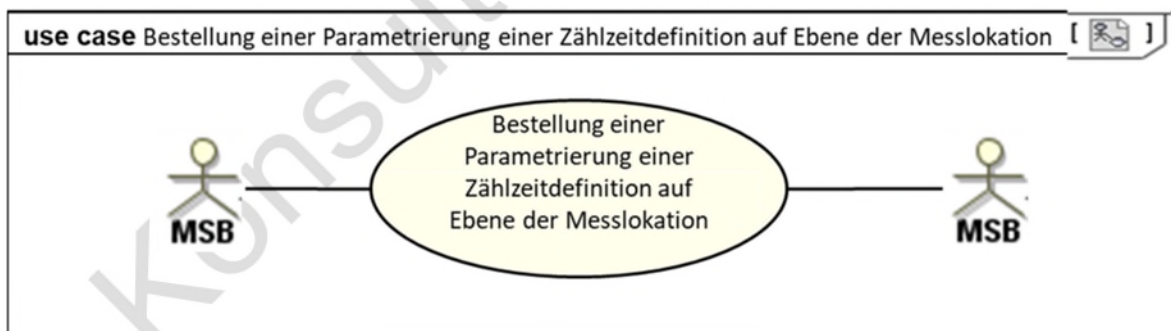 use case Bestellung einer Parametrierung einer Zählzeitdefinition auf Ebene der Messlokation [ ]
Bestellung einer
Parametrierung einer
Zählzeitdefinition auf
Ebene der Messlokation
MSB
MSB
Konsult